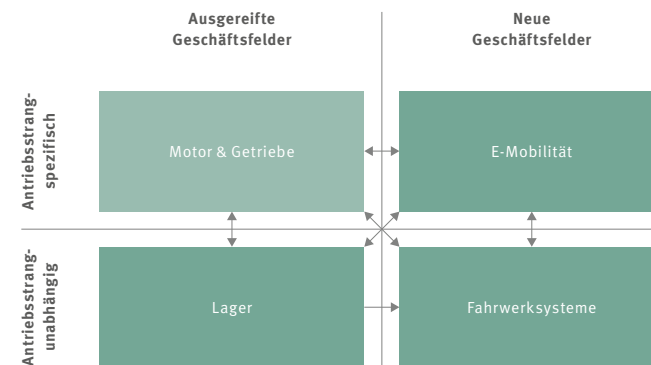 Ausgereifte
Geschäftsfelder
Neue
Geschäftsfelder
Antriebsstrang-
spezifisch
Motor & Getriebe
E-Mobilität
Antriebsstrang-
unabhängig
Lager
Fahrwerksysteme